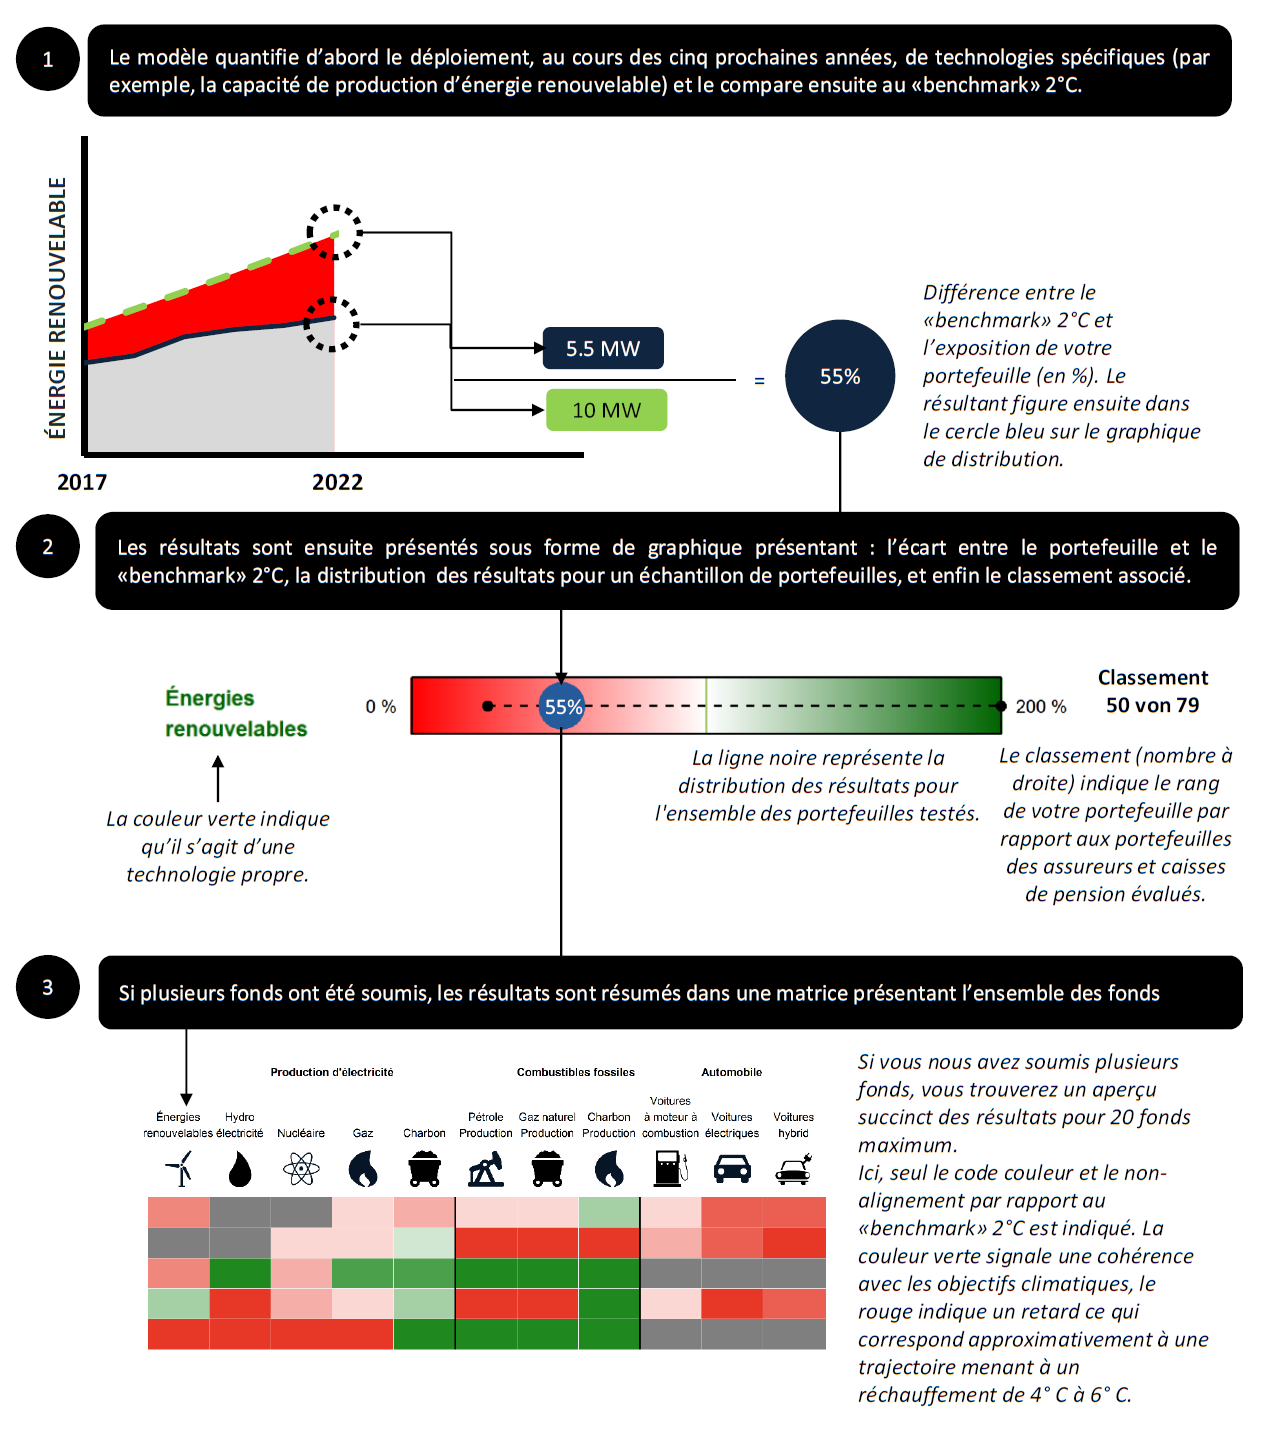 1
Le modèle quantifie d’abord le déploiement, au cours des cinq prochaines années, de technologies spécifiques (par
exemple, la capacité de production d’énergie renouvelable) et le compare ensuite au «benchmark» 2°C.
ÉNERGIE RENOUVELABLE
2017
2022
5.5 MW
10 MW
=
55%
Différence entre le
«benchmark» 2°C et
l’exposition de votre
portefeuille (en %). Le
résultant figure ensuite dans
le cercle bleu sur le graphique
de distribution.
2
Les résultats sont ensuite présentés sous forme de graphique présentant : l’écart entre le portefeuille et le
«benchmark» 2°C, la distribution des résultats pour un échantillon de portefeuilles, et enfin le classement associé.
Énergies
renouvelables
0 %
55%
200 %
Classement
50 von 79
La couleur verte indique
qu’il s’agit d’une
technologie propre.
La ligne noire représente la
distribution des résultats pour
l'ensemble des portefeuilles testés.
Le classement (nombre à
droite) indique le rang
de votre portefeuille par
rapport aux portefeuilles
des assureurs et caisses
de pension évalués.
3
Si plusieurs fonds ont été soumis, les résultats sont résumés dans une matrice présentant l’ensemble des fonds
Production d'électricité
Combustibles fossiles
Automobile
Énergies
renouvelables
Hydro
électricité
Nucléaire
Gaz
Charbon
Pétrole
Production
Gaz naturel
Production
Charbon
Production
Voitures
à moteur à
combustion
Voitures
électriques
Voitures
hybrid
Si vous nous avez soumis plusieurs
fonds, vous trouverez un aperçu
succinct des résultats pour 20 fonds
maximum.
Ici, seul le code couleur et le non-
alignement par rapport au
«benchmark» 2°C est indiqué. La
couleur verte signale une cohérence
avec les objectifs climatiques, le
rouge indique un retard ce qui
correspond approximativement à une
trajectoire menant à un
réchauffement de 4° C à 6° C.